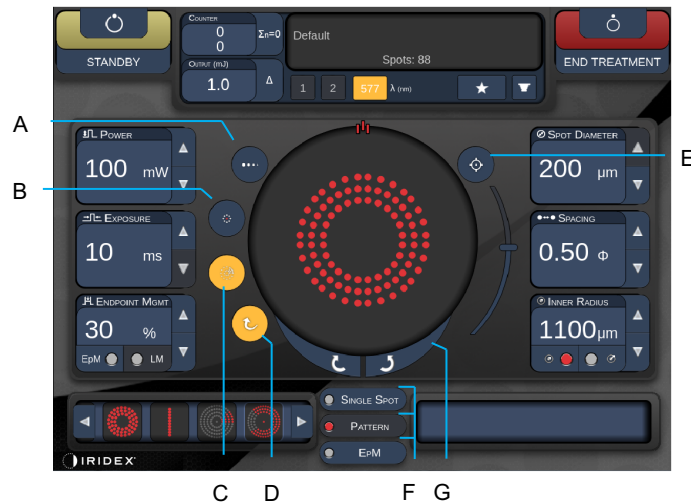 STANDBY
COUNTER
0
0
Σn=0
OUTPUT (mJ)
1.0
Δ
Default
Spots: 88
1 2 577 λ (nm)
END TREATMENT
A
B
E
POWER
100 mW
EXPOSURE
10 ms
ENDPOINT MGMT
30 %
EpM LM
SPOT DIAMETER
200 µm
SPACING
0.50 Φ
INNER RADIUS
1100 µm
SINGLE SPOT
PATTERN
EPM
IRIDEX
C D F G